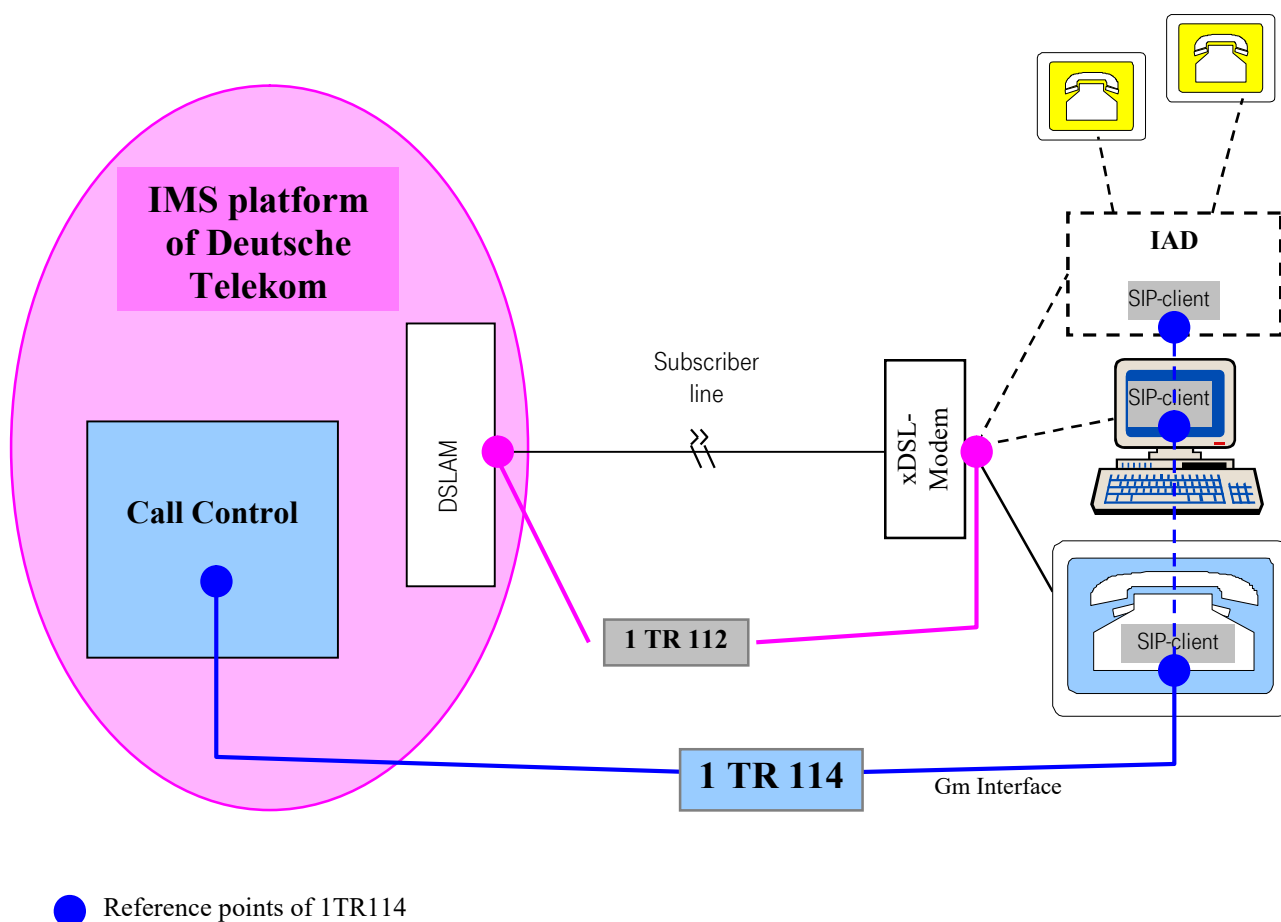 IMS platform
of Deutsche
Telekom
IAD
SIP-client
Subscriber
line
SIP-client
DSLAM
xDSL-
Modem
Call Control
1 TR 112
SIP-client
1 TR 114
Gm Interface
Reference points of 1TR114